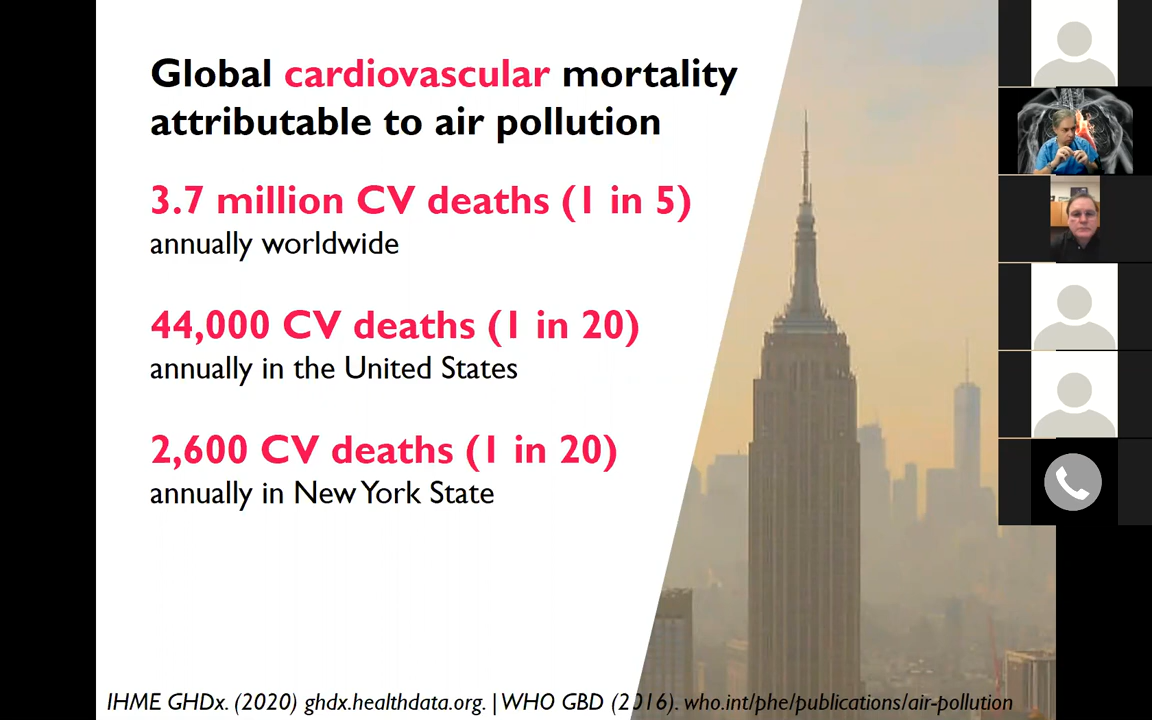 Global cardiovascular mortality
attributable to air pollution
3.7 million CV deaths (1 in 5)
annually worldwide
44,000 CV deaths (1 in 20)
annually in the United States
2,600 CV deaths (1 in 20)
annually in New York State
IHME GHDx. (2020) ghdx.healthdata.org. | WHO GBD (2016). who.int/phe/publications/air-pollution